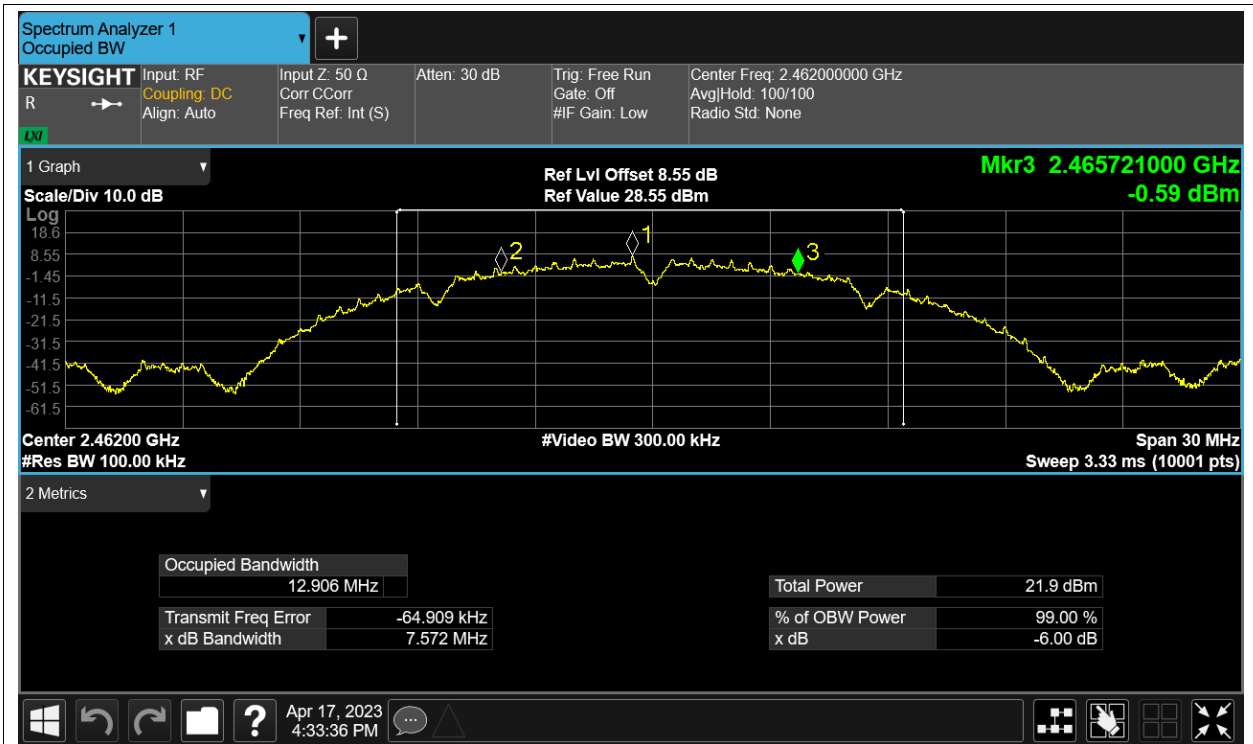 Spectrum Analyzer 1
Occupied BW
KEYSIGHT Input: RF Input Z: 50 Ω Atten: 30 dB Trig: Free Run Center Freq: 2.462000000 GHz
R Coupling: DC Corr CCorr Gate: Off Avg|Hold: 100/100
Align: Auto Freq Ref: Int (S) #IF Gain: Low Radio Std: None
LXI
1 Graph Ref Lvl Offset 8.55 dB Mkr3 2.465721000 GHz
Scale/Div 10.0 dB Ref Value 28.55 dBm -0.59 dBm
Log
18.6
8.55
-1.45
-11.5
-21.5
-31.5
-41.5
-51.5
-61.5
2
1
3
Center 2.46200 GHz #Video BW 300.00 kHz Span 30 MHz
#Res BW 100.00 kHz Sweep 3.33 ms (10001 pts)
2 Metrics
Occupied Bandwidth
12.906 MHz Total Power 21.9 dBm
Transmit Freq Error -64.909 kHz % of OBW Power 99.00 %
x dB Bandwidth 7.572 MHz x dB -6.00 dB
? Apr 17, 2023
4:33:36 PM